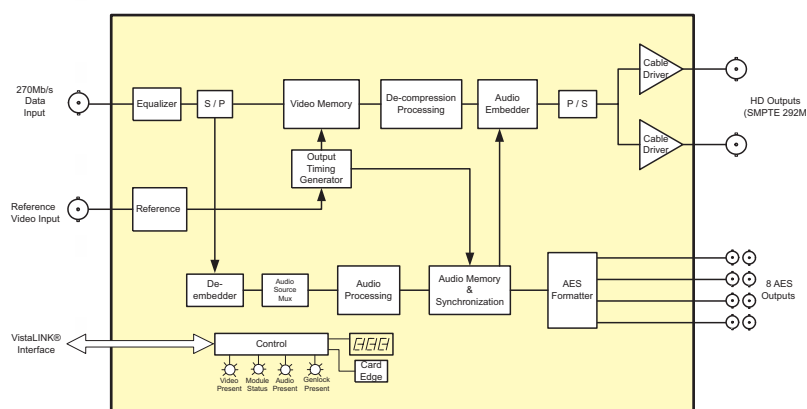 270Mb/s
Data
Input
Equalizer
S / P
Video Memory
De-compression
Processing
Audio
Embedder
P / S
Cable
Driver
Cable
Driver
HD Outputs
(SMPTE 292M
Output
Timing
Generator
Reference
Video Input
Reference
De-
embedder
Audio
Source
Mux
Audio
Processing
Audio Memory
&
Synchronization
AES
Formatter
8 AES
Outputs
VistaLINK®
Interface
Control
Card
Edge
Video
Present
Module
Status
Audio
Present
Genlock
Present